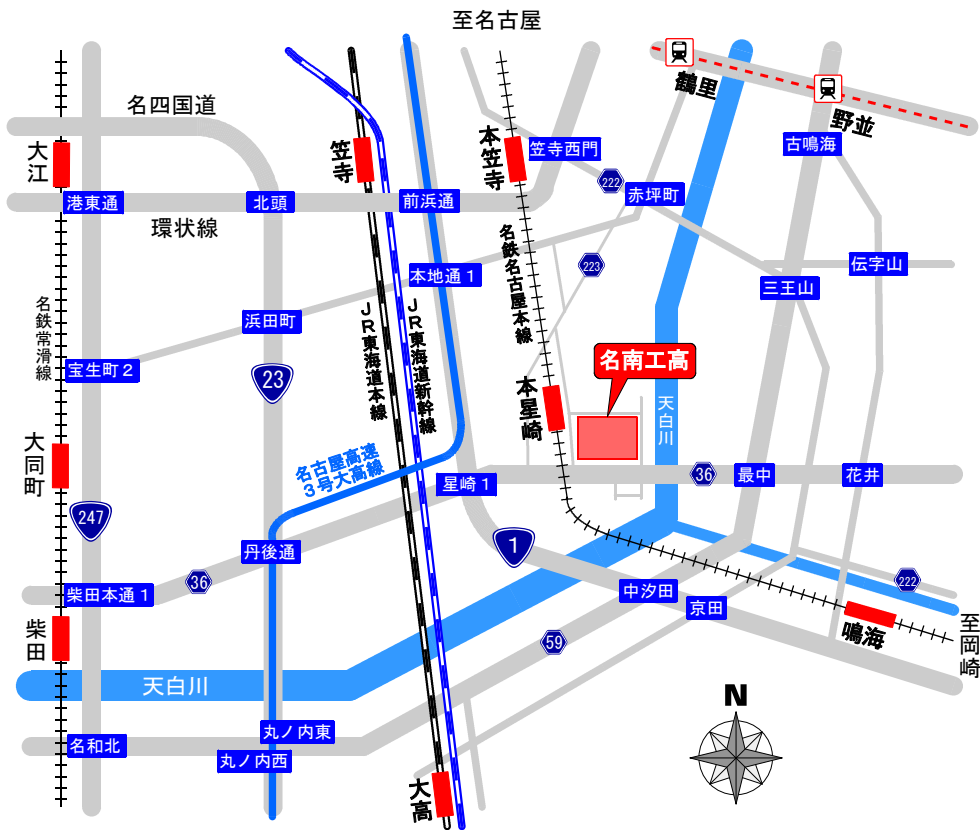 至名古屋
名四国道
鶴里
野並
大江
笠寺
本笠寺
笠寺西門
古鳴海
222
港東通
北頭
前浜通
赤坪町
環状線
名鉄名古屋本線
223
伝字山
本地通1
三王山
名鉄常滑線
浜田町
JR東海道本線
JR東海道新幹線
宝生町2
23
名南工高
本星崎
天白川
大同町
名古屋高速
3号大高線
星崎1
36
最中
花井
247
1
丹後通
36
柴田本通1
中汐田
京田
222
柴田
59
鳴海
至岡崎
天白川
N
名和北
丸ノ内東
丸ノ内西
大高